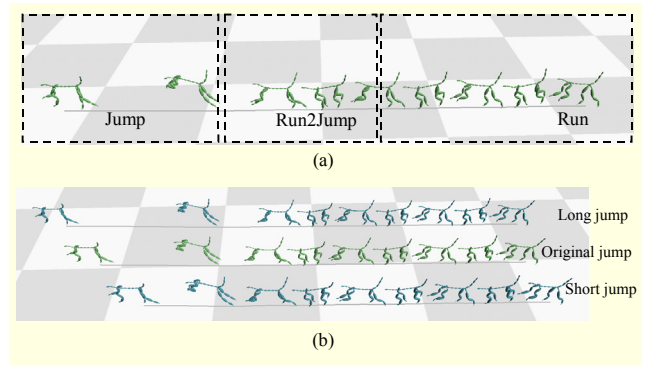 Jump
Run2Jump
Run
(a)
Long jump
Original jump
Short jump
(b)